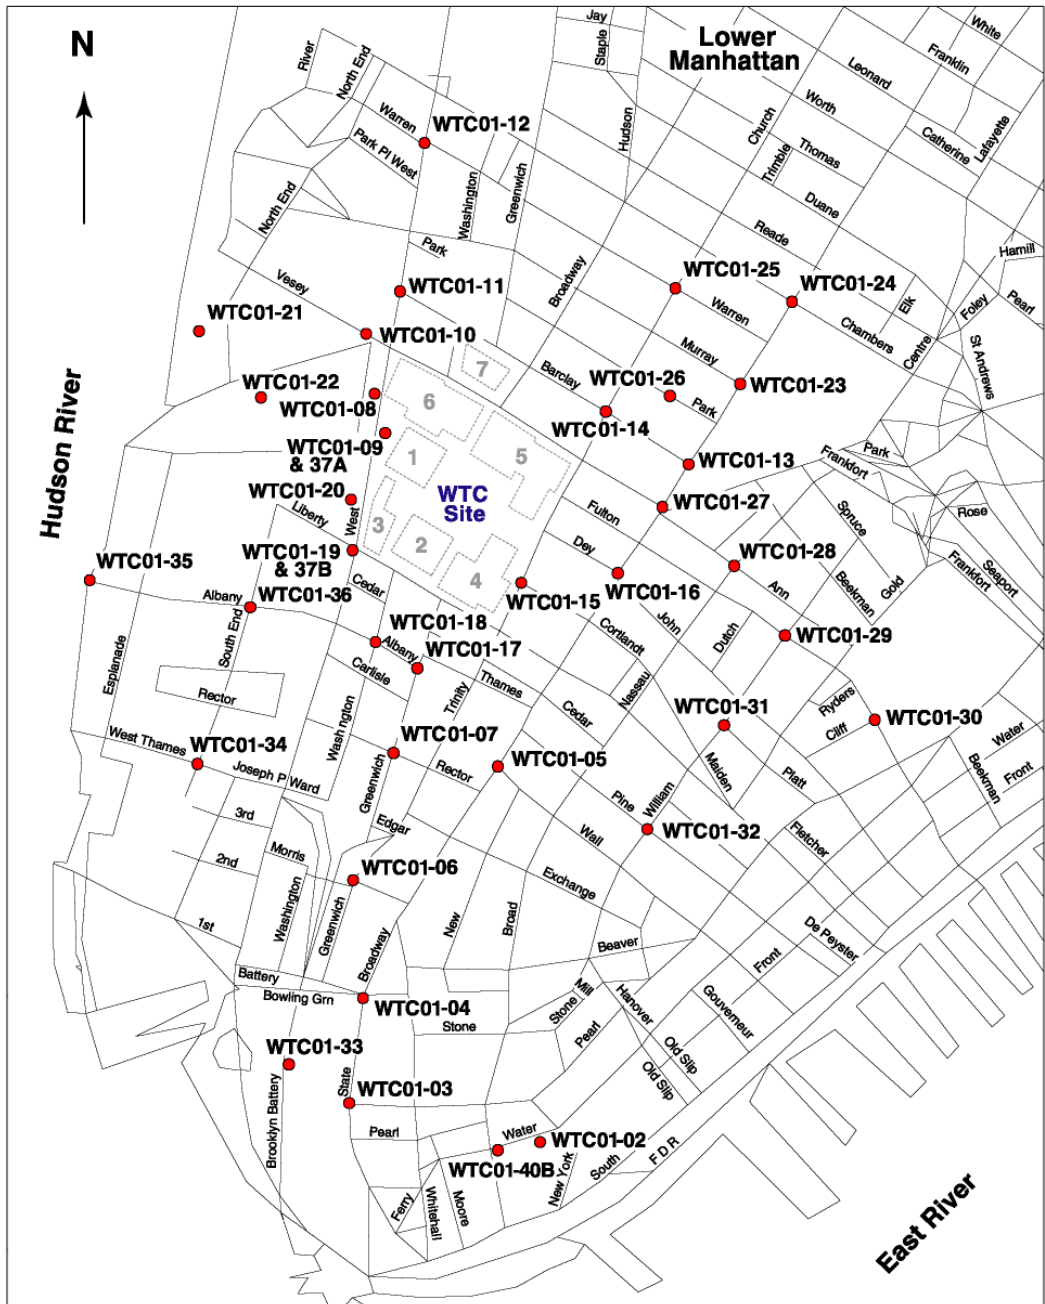 N
Lower
Manhattan
Jay
Staple
White
Franklin
Leonard
Worth
River
North End
Warren
WTC01-12
Park Pl West
Hudson
Church
Lafayette
Catherine
Trimble
Thomas
Duane
Washington
Greenwich
North End
Park
Reade
Hamill
Broadway
Vesey
WTC01-11
WTC01-25
WTC01-24
Warren
Elk
Foley
Pearl
WTC01-21
WTC01-10
Chambers
Centre
St Andrews
Murray
7
Barclay
WTC01-26
WTC01-23
WTC01-22
WTC01-08
6
Park
WTC01-14
Hudson River
WTC01-09
& 37A
1
5
WTC01-13
Park
Frankfort
WTC01-20
WTC
Site
WTC01-27
Liberty
West
3
Fulton
Spruce
Rose
2
Dey
WTC01-19
& 37B
WTC01-28
Frankfort
Seaport
WTC01-35
4
Cedar
WTC01-15
WTC01-16
Ann
Beekman
Gold
Albany
WTC01-36
WTC01-18
Cortlandt
John
Dutch
WTC01-29
South End
Albany
WTC01-17
Esplanade
Carlisle
Thames
Nassau
Rector
Trinity
Cedar
Ryders
WTC01-31
WTC01-30
Washington
WTC01-07
Cliff
Water
West Thames
WTC01-34
WTC01-05
Maiden
Joseph P Ward
Rector
Platt
Beekman
Front
Greenwich
Pine
William
3rd
Edgar
WTC01-32
Wall
Fletcher
Morris
2nd
WTC01-06
Exchange
Washington
Greenwich
1st
New
Broad
De Peyster
Broadway
Beaver
Front
Battery
Bowling Grn
Mill
WTC01-04
Stone
Hanover
Gouverneur
Stone
Pearl
WTC01-33
Old Slip
State
Old Slip
WTC01-03
Brooklyn Battery
Pearl
Water
WTC01-02
WTC01-40B
New York
South
F D R
Ferry
Whitehall
Moore
East River